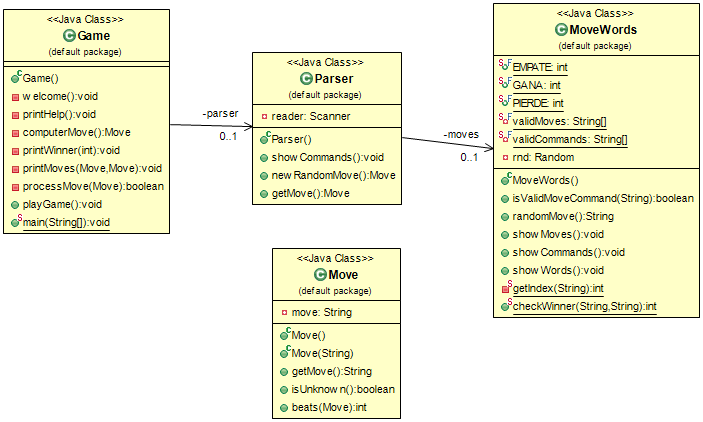 <<Java Class>>
Game
(default package)
Game()
welcome():void
printHelp():void
computerMove():Move
printWinner(int):void
printMoves(Move,Move):void
processMove(Move):boolean
playGame():void
main(String[]):void
-parser
0..1
<<Java Class>>
Parser
(default package)
reader: Scanner
Parser()
showCommands():void
newRandomMove():Move
getMove():Move
-moves
0..1
<<Java Class>>
MoveWords
(default package)
EMPATE: int
GANA: int
PIERDE: int
validMoves: String[]
validCommands: String[]
rnd: Random
MoveWords()
isValidMoveCommand(String):boolean
randomMove():String
showMoves():void
showCommands():void
showWords():void
getIndex(String):int
checkWinner(String,String):int
<<Java Class>>
Move
(default package)
move: String
Move()
Move(String)
getMove():String
isUnknown():boolean
beats(Move):int